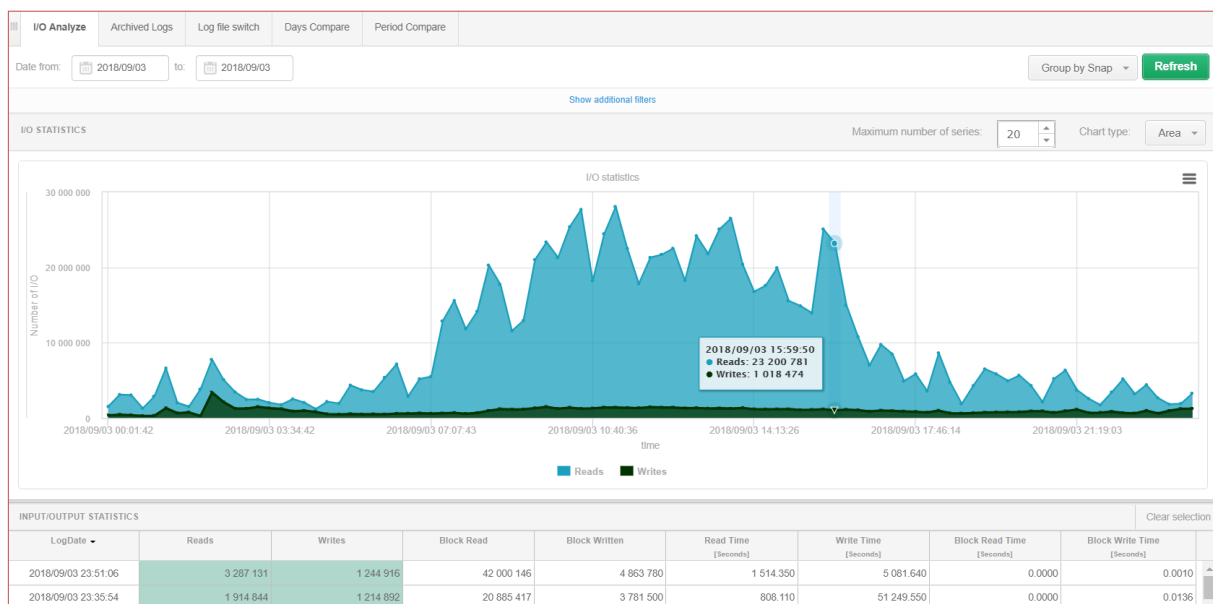 I/O Analyze Archived Logs Log file switch Days Compare Period Compare
Date from: 2018/09/03 to: 2018/09/03 Group by Snap Refresh
Show additional filters
I/O STATISTICS Maximum number of series: 20 Chart type: Area
I/O statistics
30 000 000
20 000 000
10 000 000
0
Number of I/O
2018/09/03 15:59:50
Reads: 23 200 781
Writes: 1 018 474
2018/09/03 00:01:42 2018/09/03 03:34:42 2018/09/03 07:07:43 2018/09/03 10:40:36 2018/09/03 14:13:26 2018/09/03 17:46:14 2018/09/03 21:19:03
time
Reads Writes
INPUT/OUTPUT STATISTICS Clear selection
LogDate Reads Writes Block Read Block Written Read Time Write Time Block Read Time Block Write Time
[Seconds] [Seconds] [Seconds] [Seconds]
2018/09/03 23:51:06 3 287 131 1 244 916 42 000 146 4 863 780 1 514.350 5 081.640 0.0000 0.0010
2018/09/03 23:35:54 1 914 844 1 214 892 20 885 417 3 781 500 808.110 51 249.550 0.0000 0.0136